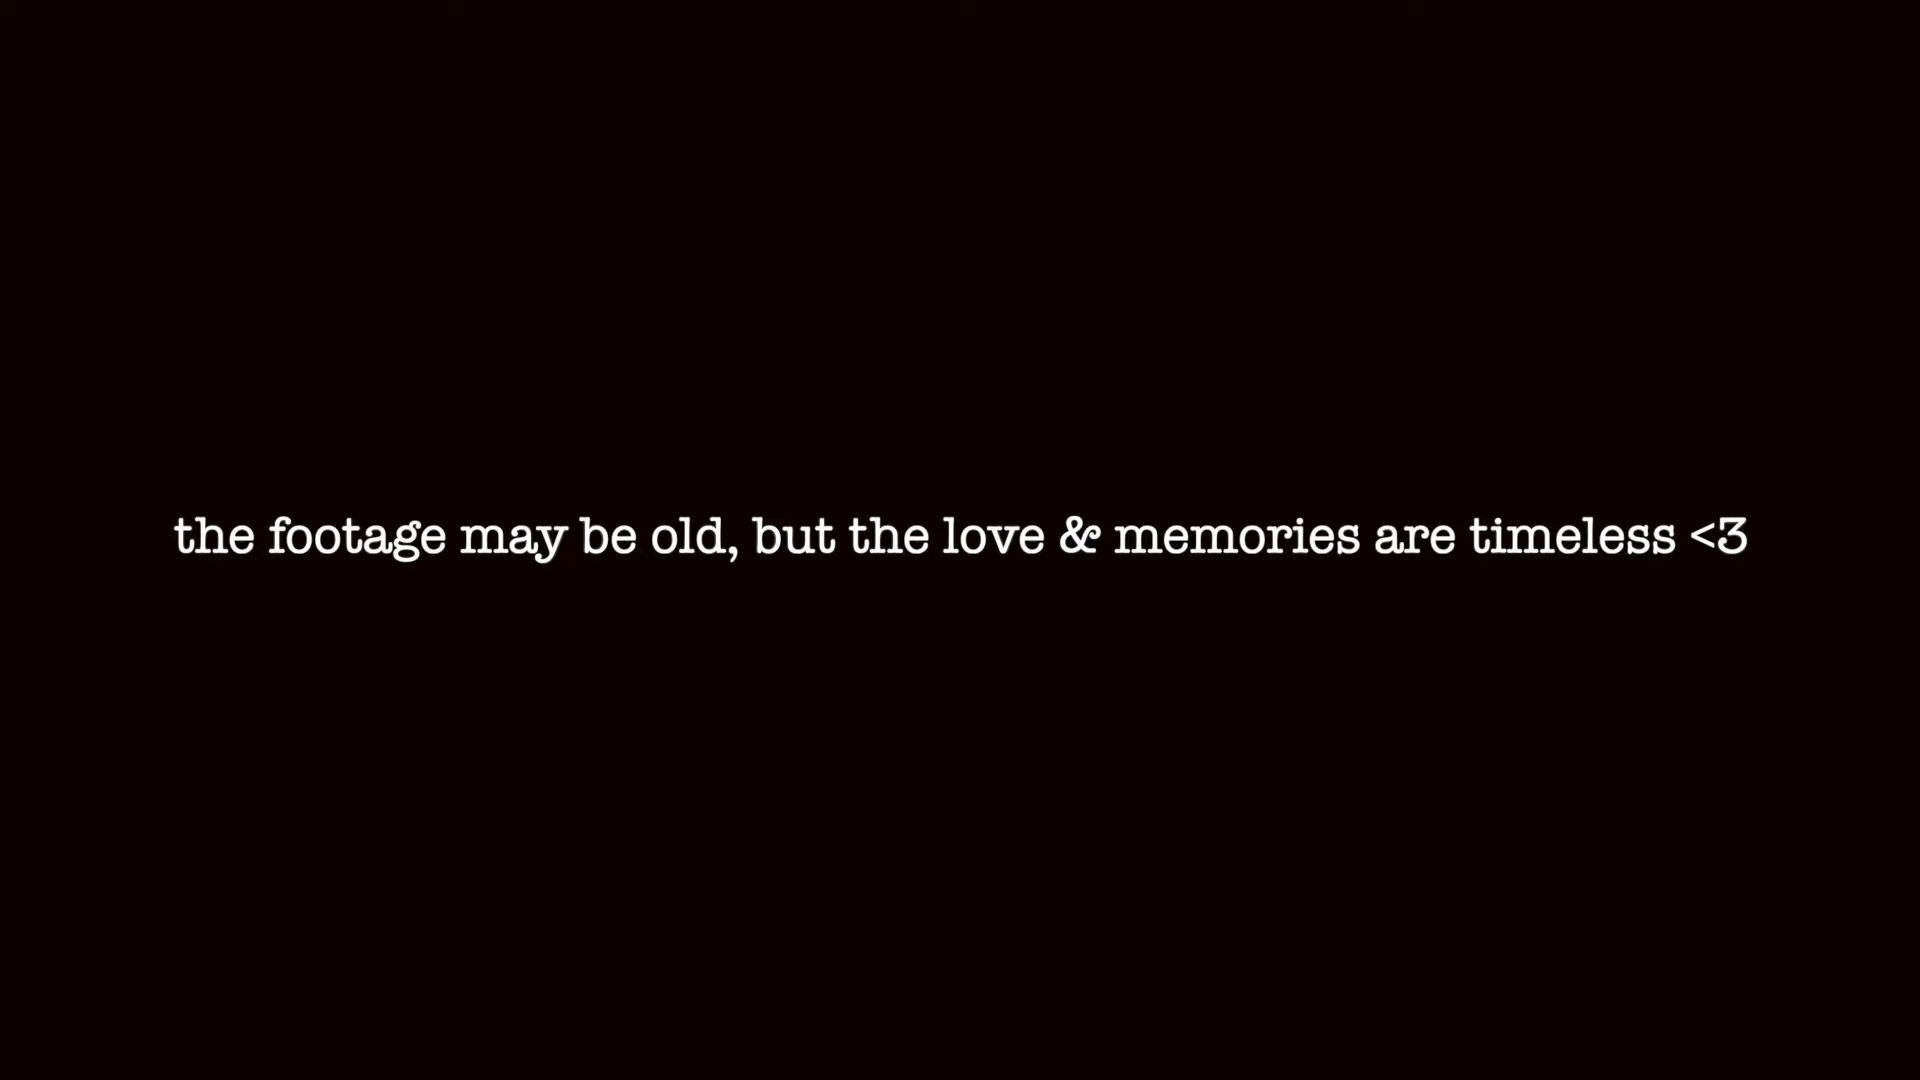 the footage may be old, but the love & memories are timeless <3